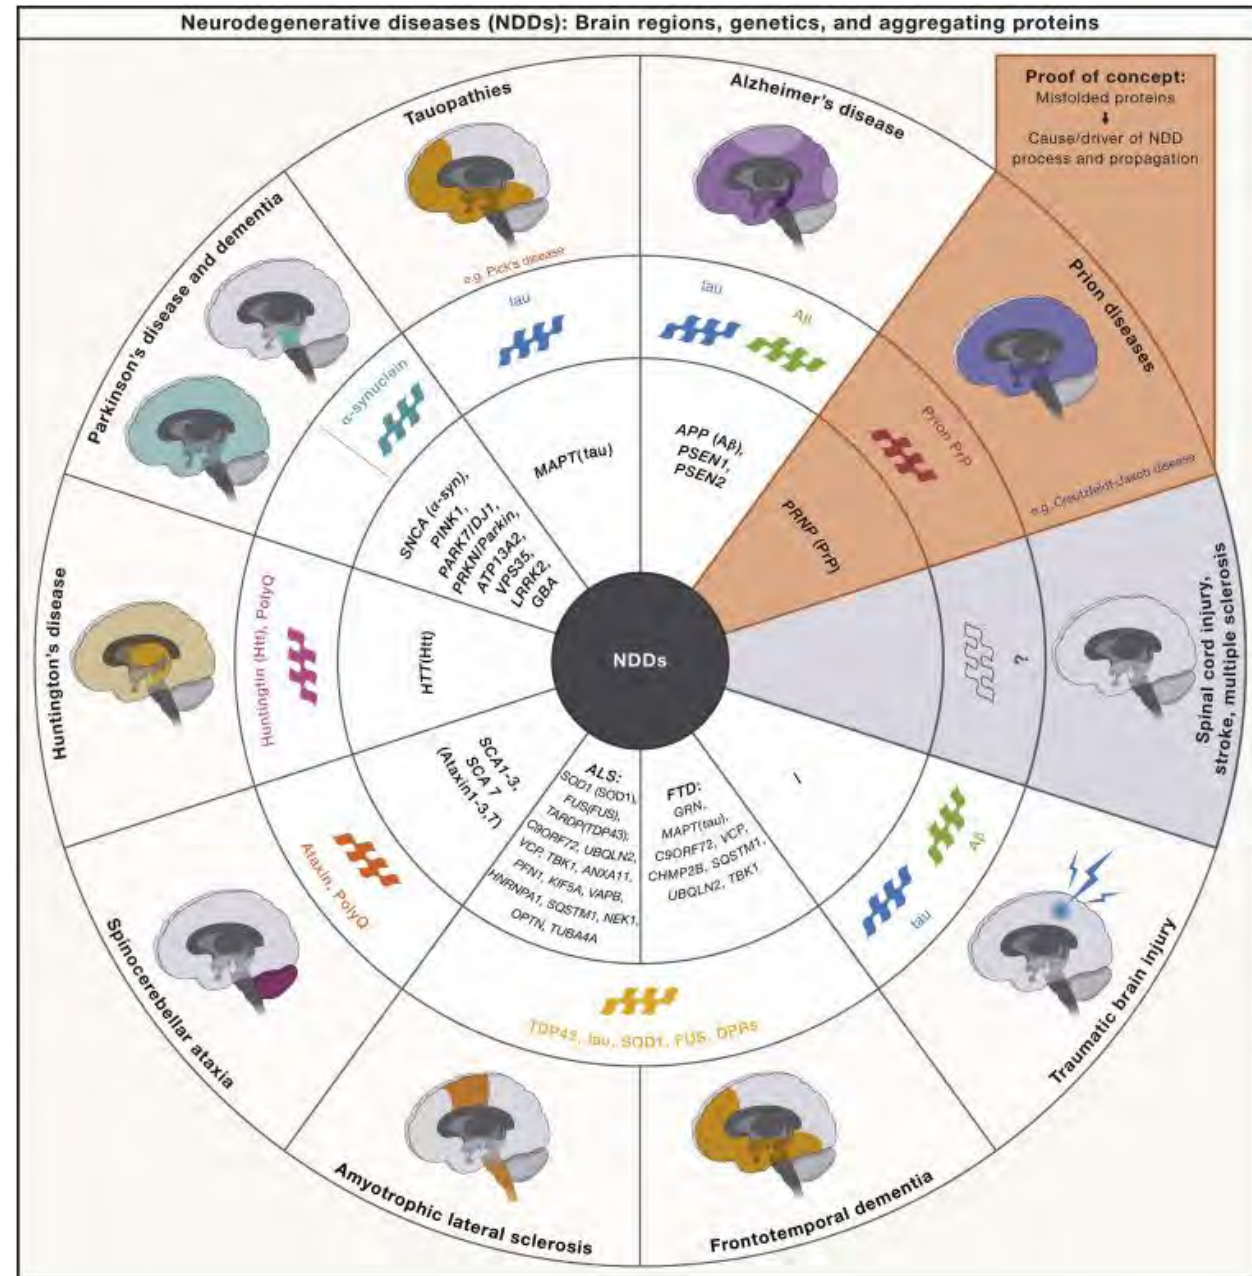 Neurodegenerative diseases (NDDs): Brain regions, genetics, and aggregating proteins
Proof of concept:
Misfolded proteins
Cause/driver of NDD
process and propagation
Alzheimer's disease
tau
Aβ
APP (Aβ),
PSEN1,
PSEN2
Prion diseases
e.g. Creutzfeldt-Jacob disease
Prion PrP
PRNP (PrP)
Spinal cord injury,
stroke, multiple sclerosis
?
Traumatic brain injury
Aβ
tau
/
Frontotemporal dementia
FTD:
GRN,
MAPT(tau),
C9ORF72, VCP,
CHMP2B, SQSTM1,
UBQLN2, TBK1
TDP43, tau, SOD1, FUS, DPRs
Amyotrophic lateral sclerosis
ALS:
SOD1 (SOD1),
FUS(FUS),
TARDP(TDP43),
C9ORF72, UBQLN2,
VCP, TBK1, ANXA11,
PFN1, KIF5A, VAPB,
HNRNPA1, SQSTM1, NEK1,
OPTN, TUBA4A
Spinocerebellar ataxia
Ataxin, PolyQ
SCA1-3,
SCA 7
(Ataxin1-3,7)
Huntington's disease
Huntingtin (Htt), PolyQ
HTT(Htt)
Parkinson's disease and dementia
α-synuclein
SNCA (α-syn),
PINK1,
PARK7/DJ1,
PRKN/Parkin,
ATP13A2,
VPS35,
LRRK2,
GBA
Tauopathies
e.g. Pick's disease
tau
MAPT(tau)
NDDs